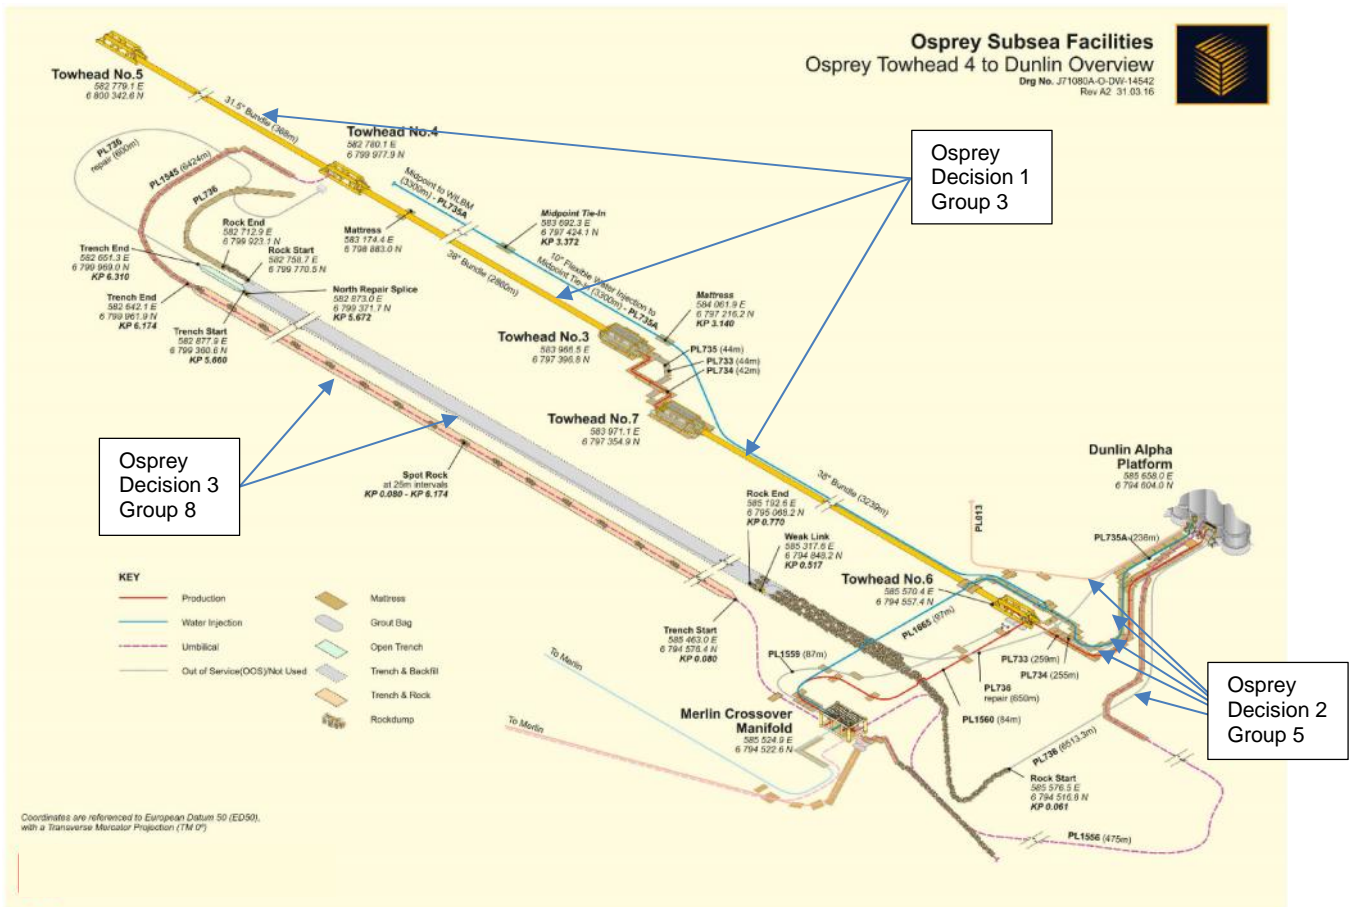 Osprey Subsea Facilities
Osprey Towhead 4 to Dunlin Overview
Drg No. J71080A-O-DW-14542
Rev A2 31.03.16
Towhead No.5
582 779.1 E
6 800 342.6 N
31.5" Bundle (368m)
Towhead No.4
582 780.1 E
6 799 977.9 N
Osprey
Decision 1
Group 3
PL736
repair (600m)
PL1545 (6424m)
PL736
Midpoint to WILBM
(3300m) - PL735A
Mattress
583 174.4 E
6 798 883.0 N
Midpoint Tie-In
583 692.3 E
6 797 424.1 N
KP 3.372
Rock End
582 712.9 E
6 799 923.1 N
Rock Start
582 758.7 E
6 799 770.5 N
Trench End
582 651.3 E
6 799 969.0 N
KP 6.310
38" Bundle (2860m)
10" Flexible Water Injection to
Midpoint Tie-In (3300m) - PL735A
Trench End
582 642.1 E
6 799 961.9 N
KP 6.174
North Repair Splice
582 873.0 E
6 799 371.7 N
KP 5.672
Mattress
584 061.9 E
6 797 216.2 N
KP 3.140
Trench Start
582 877.9 E
6 799 360.6 N
KP 5.660
Towhead No.3
583 966.5 E
6 797 396.8 N
PL735 (44m)
PL733 (44m)
PL734 (42m)
Towhead No.7
583 971.1 E
6 797 354.9 N
Osprey
Decision 3
Group 8
Spot Rock
at 25m intervals
KP 0.080 - KP 6.174
38" Bundle (3239m)
Dunlin Alpha
Platform
585 658.0 E
6 794 604.0 N
Rock End
585 192.6 E
6 795 068.2 N
KP 0.770
Weak Link
585 317.6 E
6 794 848.2 N
KP 0.517
PL013
PL735A (236m)
Towhead No.6
585 570.4 E
6 794 557.4 N
KEY
Production
Water Injection
Umbilical
Out of Service(OOS)/Not Used
Mattress
Grout Bag
Open Trench
Trench & Backfill
Trench & Rock
Rockdump
Trench Start
585 463.0 E
6 794 576.4 N
KP 0.080
PL1665 (97m)
PL1559 (87m)
PL733 (259m)
PL734 (255m)
PL736
repair (650m)
PL1560 (84m)
Osprey
Decision 2
Group 5
To Merlin
To Merlin
Merlin Crossover
Manifold
585 524.9 E
6 794 522.6 N
PL736 (6513.3m)
Rock Start
585 576.5 E
6 794 516.8 N
KP 0.061
PL1556 (475m)
Coordinates are referenced to European Datum 50 (ED50),
with a Transverse Mercator Projection (TM 0°)